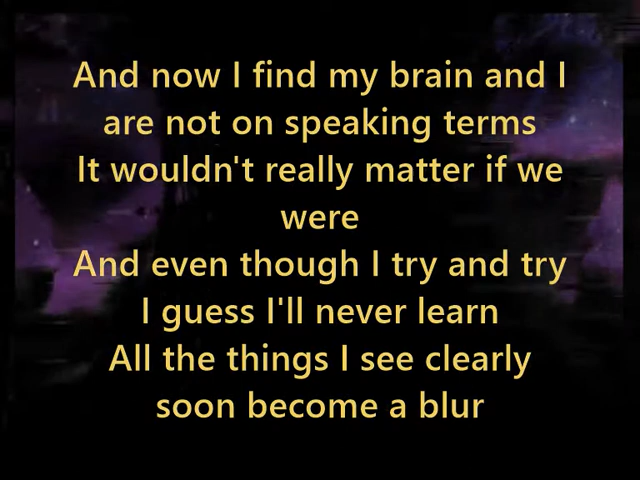 And now I find my brain and I
are not on speaking terms
It wouldn't really matter if we
were
And even though I try and try
I guess I'll never learn
All the things I see clearly
soon become a blur